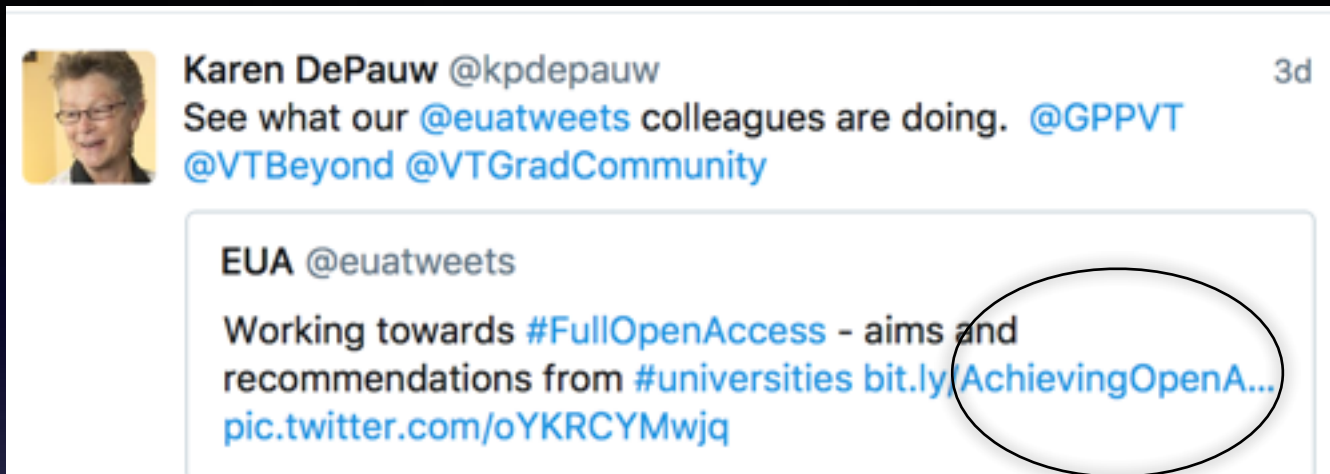 Karen DePauw @kpdepauw 3d
See what our @euatweets colleagues are doing. @GPPVT
@VTBeyond @VTGradCommunity
EUA @euatweets
Working towards #FullOpenAccess - aims and
recommendations from #universities bit.ly/AchievingOpenA...
pic.twitter.com/oYKRCYMwjq